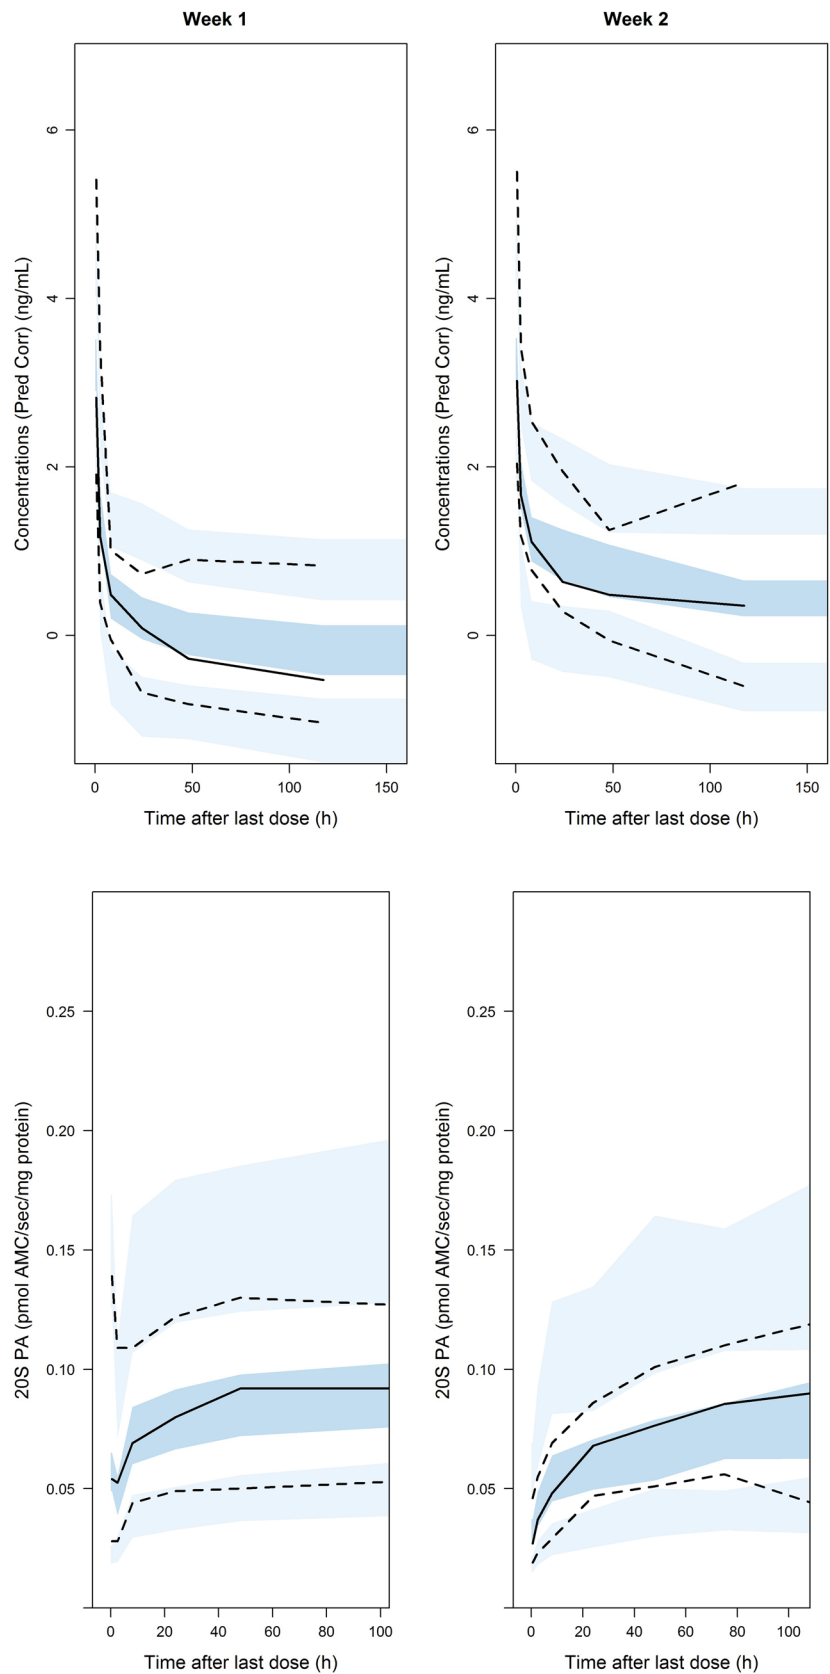 Week 1
Week 2
Concentrations (Pred Corr) (ng/mL)
6
4
2
0
0 50 100 150
Time after last dose (h)
Concentrations (Pred Corr) (ng/mL)
6
4
2
0
0 50 100 150
Time after last dose (h)
20S PA (pmol AMC/sec/mg protein)
0.25
0.20
0.15
0.10
0.05
0 20 40 60 80 100
Time after last dose (h)
20S PA (pmol AMC/sec/mg protein)
0.25
0.20
0.15
0.10
0.05
0 20 40 60 80 100
Time after last dose (h)